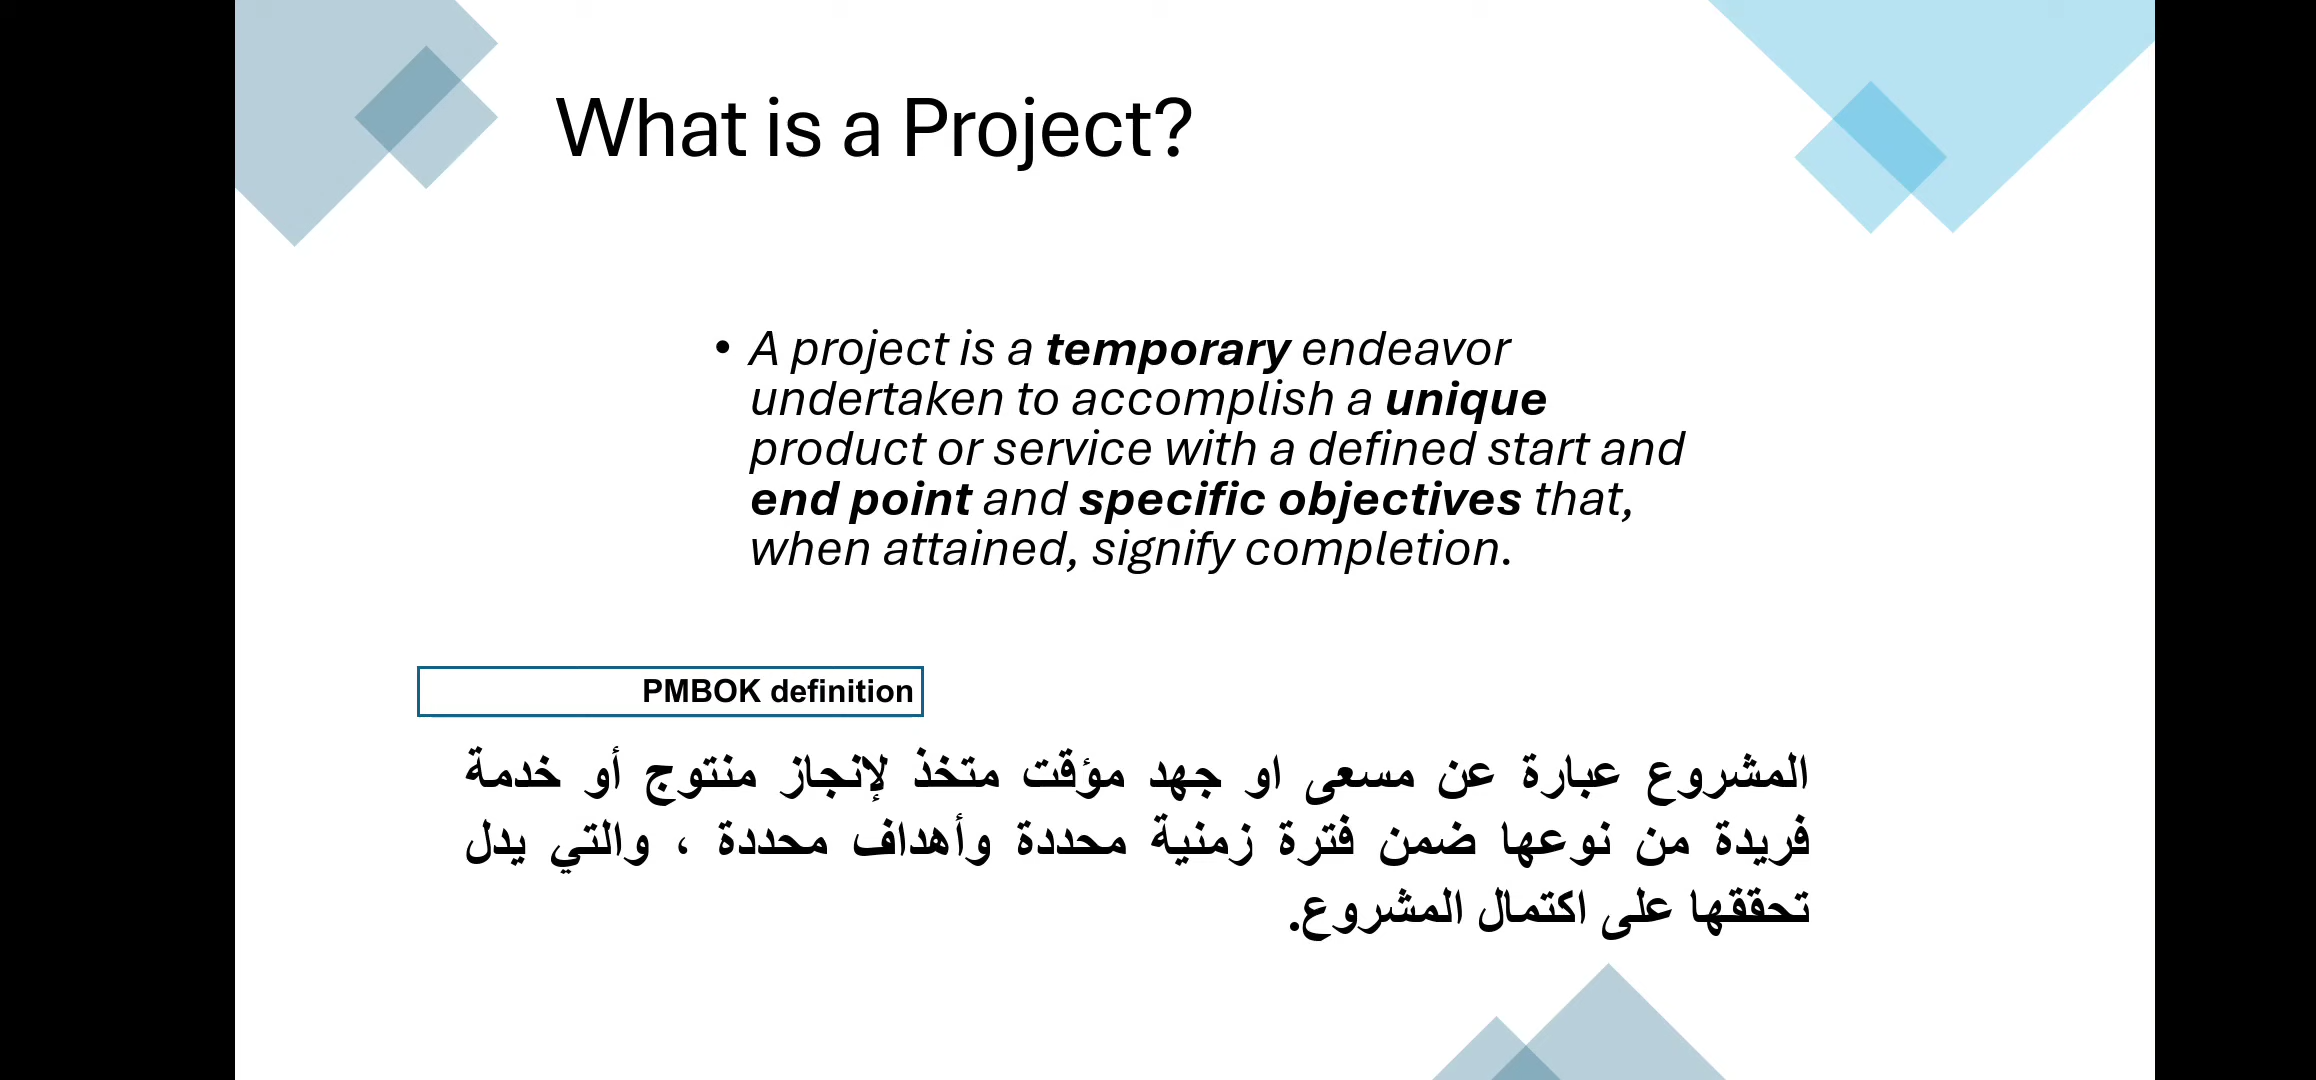 What is a Project?
• A project is a temporary endeavor
undertaken to accomplish a unique
product or service with a defined start and
end point and specific objectives that,
when attained, signify completion.
PMBOK definition
المشروع عبارة عن مسعى او جهد مؤقت متخذ لإنجاز منتوج أو خدمة
فريدة من نوعها ضمن فترة زمنية محددة وأهداف محددة ، والتي يدل
تحققها على اكتمال المشروع.